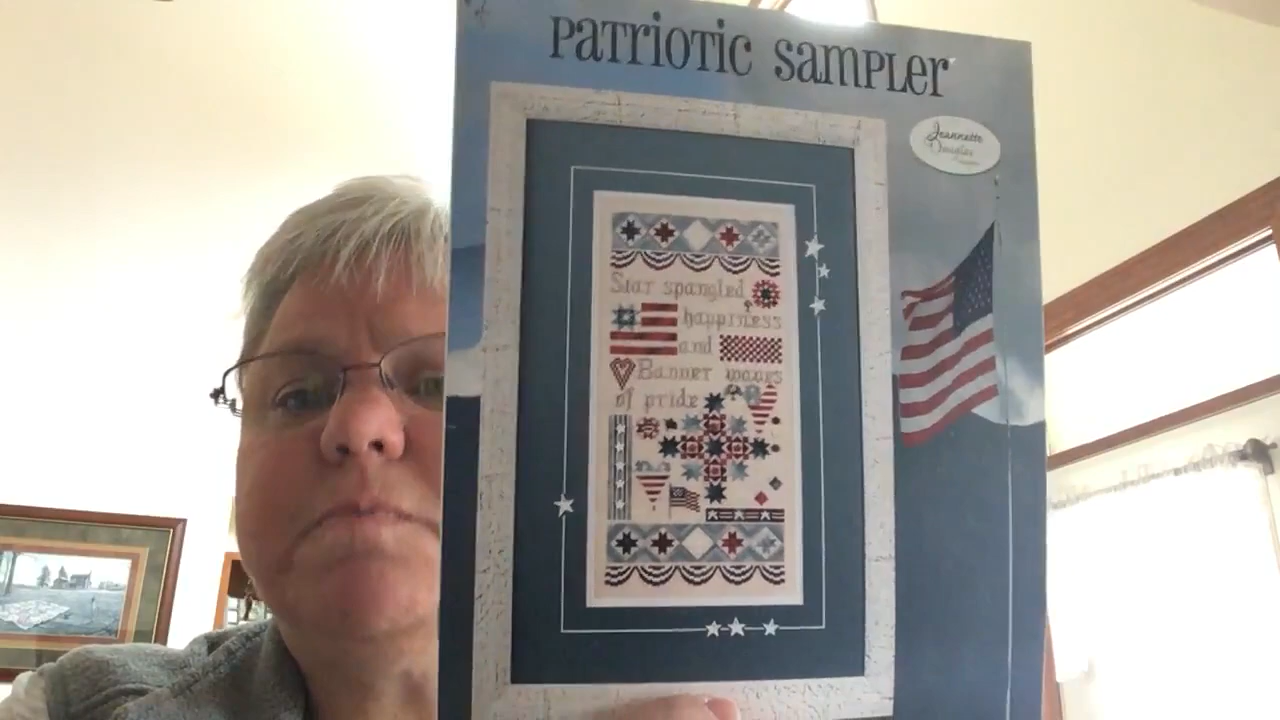 Patriotic Sampler
Jeannette
Douglas
Star spangled
happiness
and
Banner waves
of pride